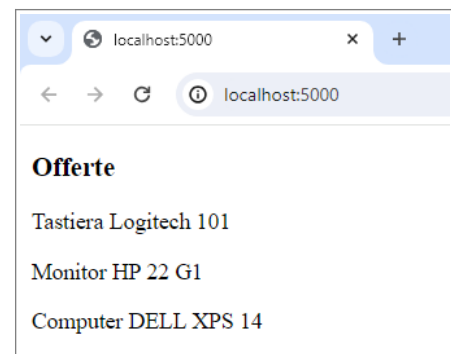 localhost:5000
localhost:5000
Offerte
Tastiera Logitech 101
Monitor HP 22 G1
Computer DELL XPS 14